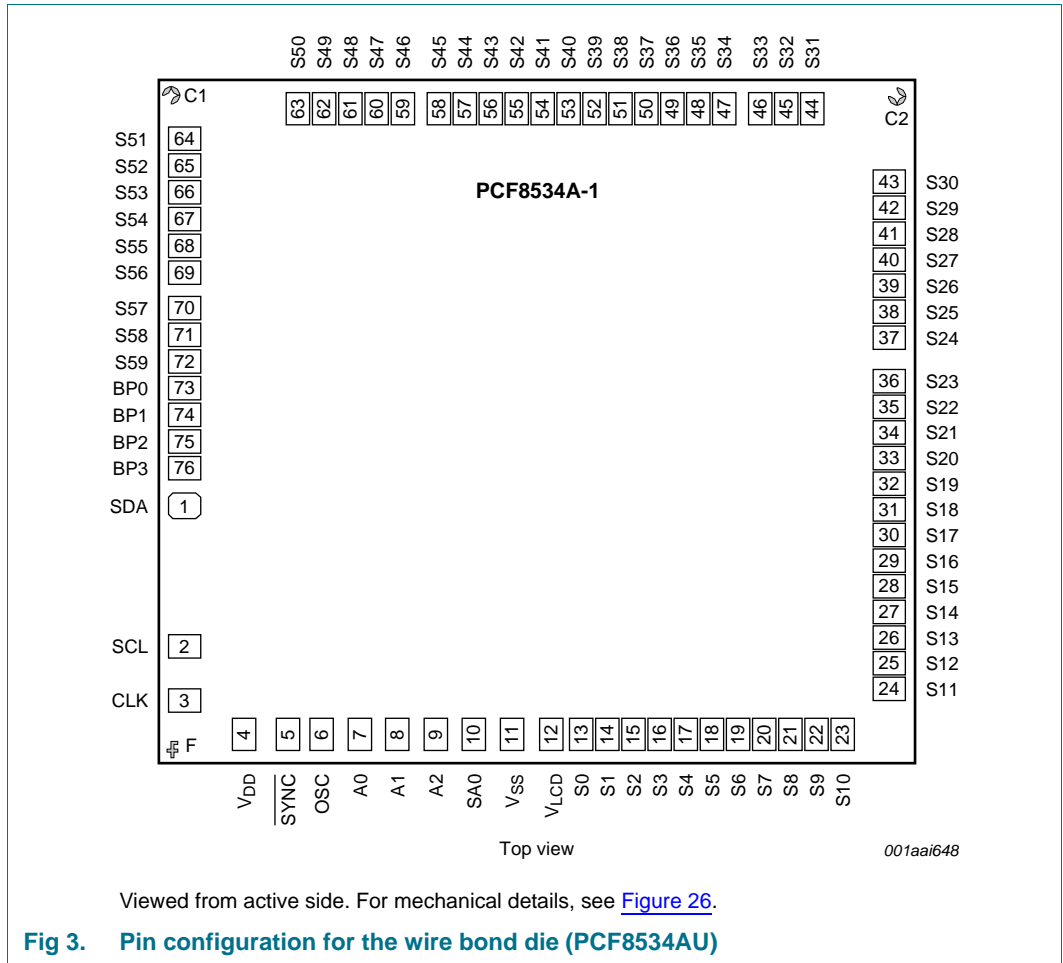 S50 S49 S48 S47 S46 S45 S44 S43 S42 S41 S40 S39 S38 S37 S36 S35 S34 S33 S32 S31
C1 63 62 61 60 59 58 57 56 55 54 53 52 51 50 49 48 47 46 45 44 C2
S51 64
S52 65
S53 66
S54 67
S55 68
S56 69
S57 70
S58 71
S59 72
BP0 73
BP1 74
BP2 75
BP3 76
SDA 1
SCL 2
CLK 3
PCF8534A-1
43 S30
42 S29
41 S28
40 S27
39 S26
38 S25
37 S24
36 S23
35 S22
34 S21
33 S20
32 S19
31 S18
30 S17
29 S16
28 S15
27 S14
26 S13
25 S12
24 S11
F 4 5 6 7 8 9 10 11 12 13 14 15 16 17 18 19 20 21 22 23
VDD SYNC OSC A0 A1 A2 SA0 VSS VLCD S0 S1 S2 S3 S4 S5 S6 S7 S8 S9 S10
Top view
001aai648
Viewed from active side. For mechanical details, see Figure 26.
Fig 3. Pin configuration for the wire bond die (PCF8534AU)